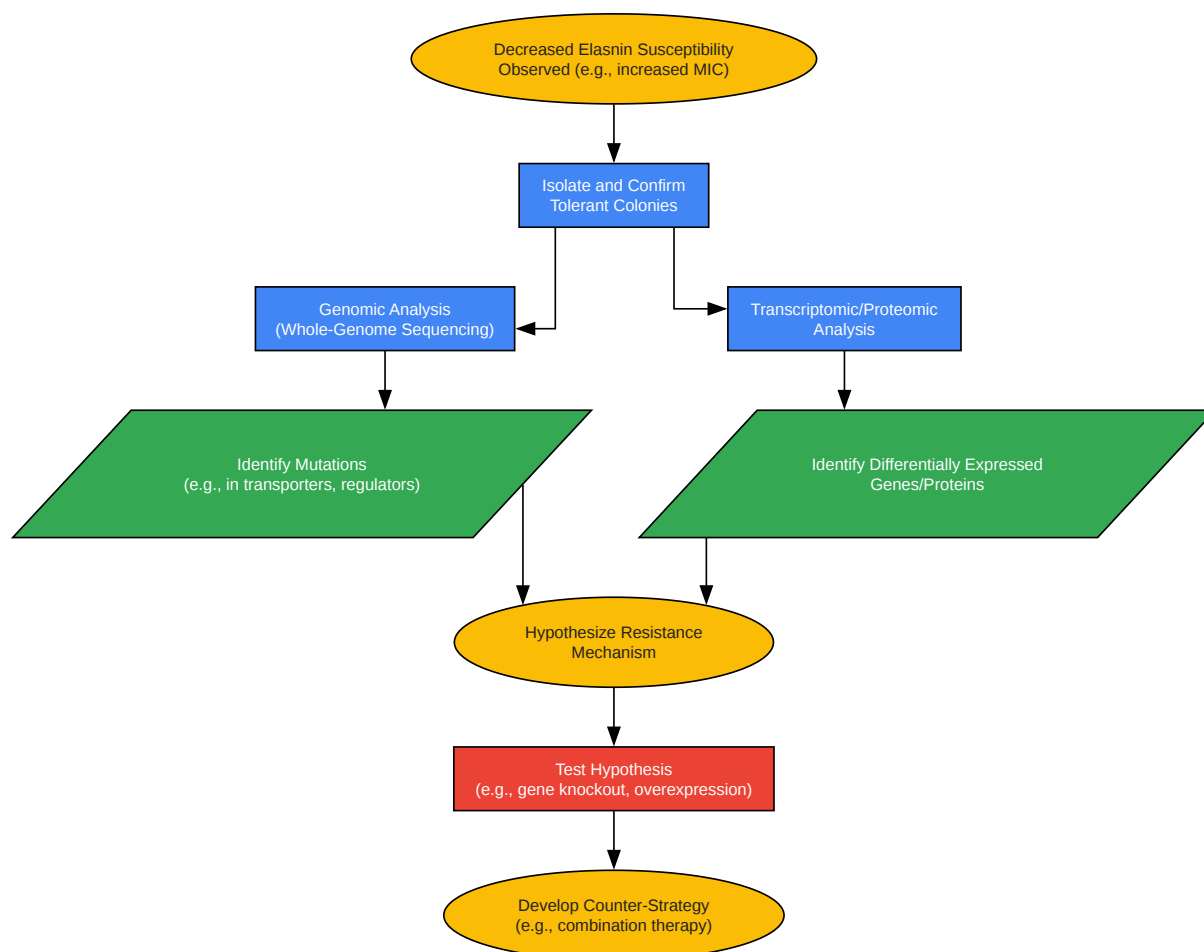 Decreased Elasnin Susceptibility
Observed (e.g., increased MIC)
Isolate and Confirm
Tolerant Colonies
Genomic Analysis
(Whole-Genome Sequencing)
Transcriptomic/Proteomic
Analysis
Identify Mutations
(e.g., in transporters, regulators)
Identify Differentially Expressed
Genes/Proteins
Hypothesize Resistance
Mechanism
Test Hypothesis
(e.g., gene knockout, overexpression)
Develop Counter-Strategy
(e.g., combination therapy)